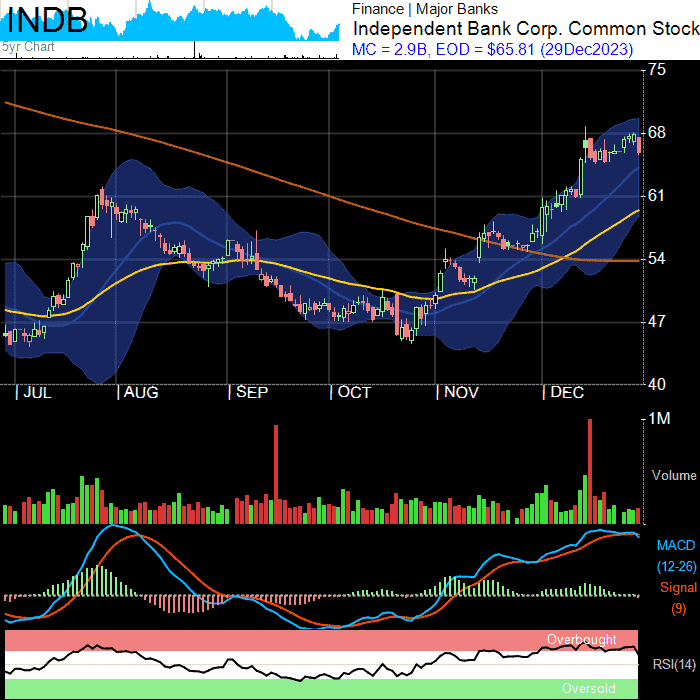 INDB
5yr Chart
Finance | Major Banks
Independent Bank Corp. Common Stock
MC = 2.9B, EOD = $65.81 (29Dec2023)
75
68
61
54
47
40
JUL AUG SEP OCT NOV DEC
1M
Volume
MACD
(12-26)
Signal
(9)
Overbought
RSI(14)
Oversold